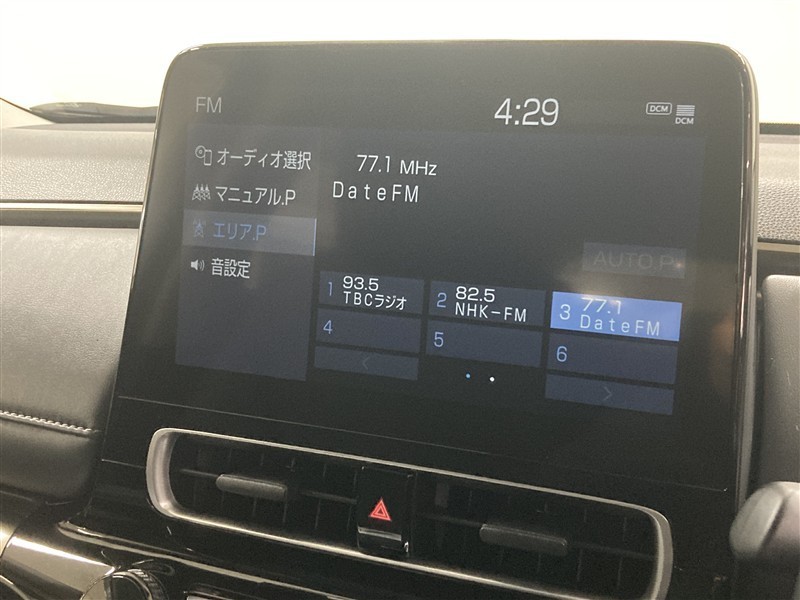 FM
4:29
DCM
DCM
オーディオ選択
マニュアル.P
エリア.P
音設定
77.1 MHz
DateFM
AUTO.P
1 93.5
TBCラジオ
2 82.5
NHK-FM
3 77.1
DateFM
4
5
6